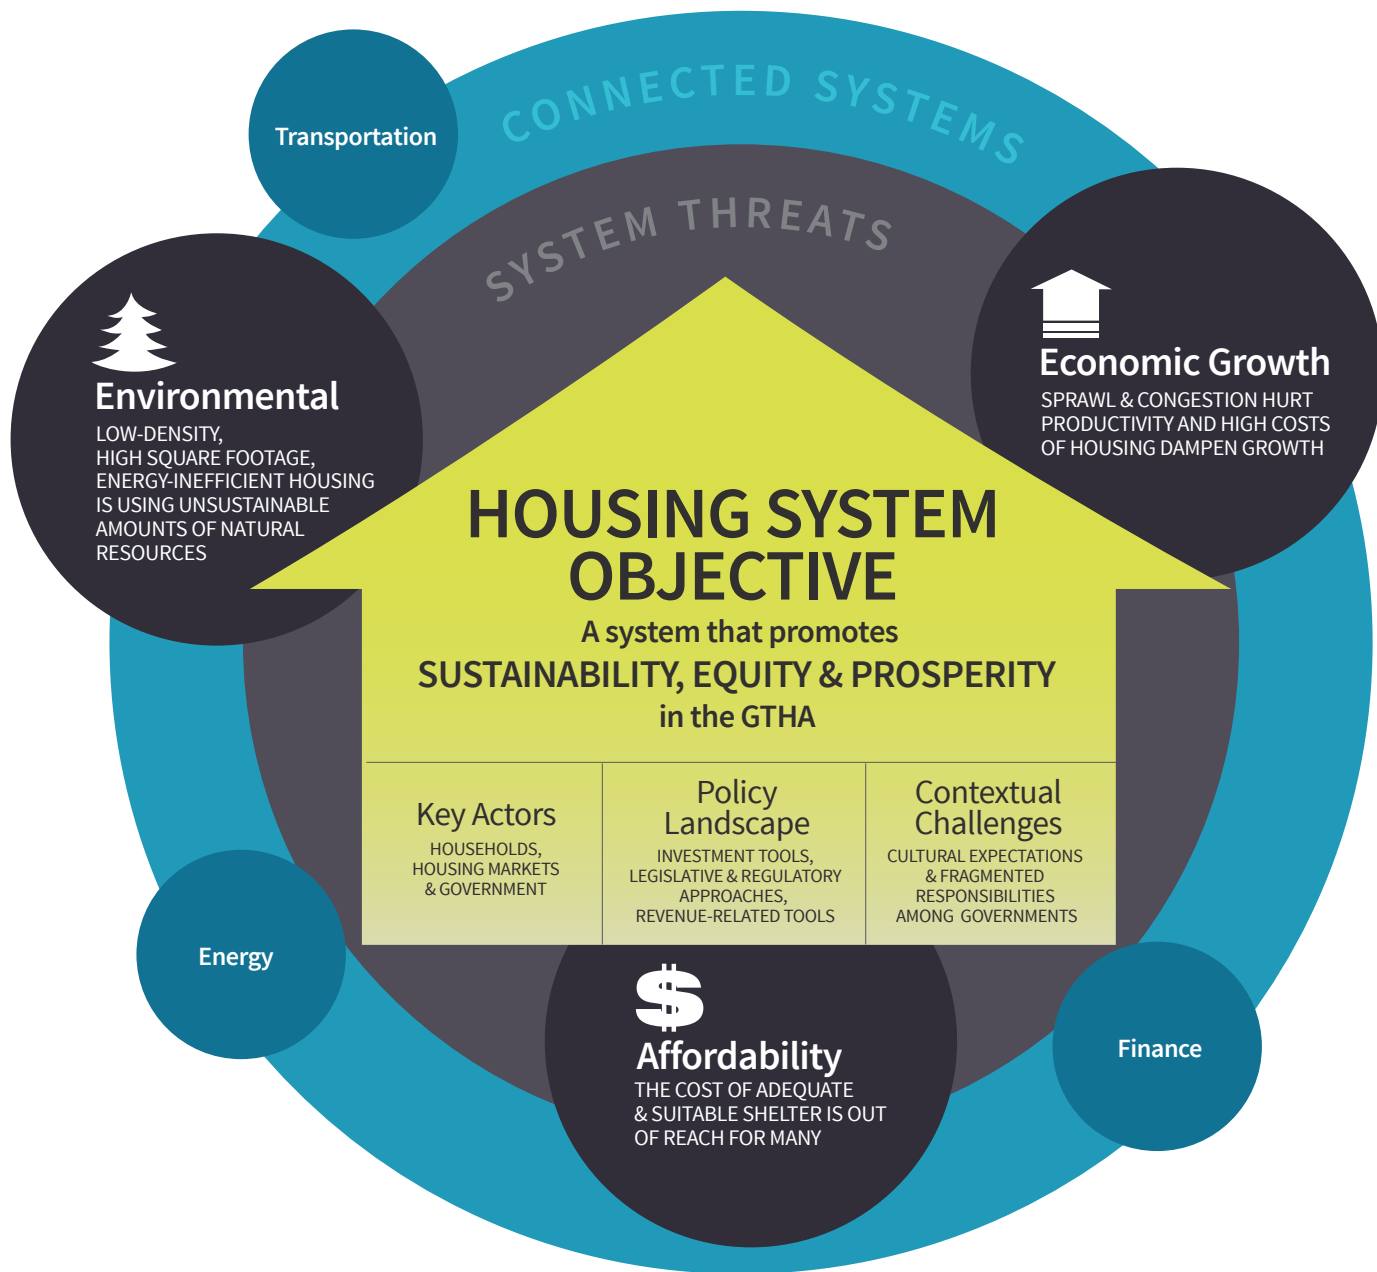 CONNECTED SYSTEMS
SYSTEM THREATS
Transportation
Environmental
LOW-DENSITY,
HIGH SQUARE FOOTAGE,
ENERGY-INEFFICIENT HOUSING
IS USING UNSUSTAINABLE
AMOUNTS OF NATURAL
RESOURCES
Economic Growth
SPRAWL & CONGESTION HURT
PRODUCTIVITY AND HIGH COSTS
OF HOUSING DAMPEN GROWTH
HOUSING SYSTEM
OBJECTIVE
A system that promotes
SUSTAINABILITY, EQUITY & PROSPERITY
in the GTHA
Key Actors
HOUSEHOLDS,
HOUSING MARKETS
& GOVERNMENT
Policy
Landscape
INVESTMENT TOOLS,
LEGISLATIVE & REGULATORY
APPROACHES,
REVENUE-RELATED TOOLS
Contextual
Challenges
CULTURAL EXPECTATIONS
& FRAGMENTED
RESPONSIBILITIES
AMONG GOVERNMENTS
Energy
$
Affordability
THE COST OF ADEQUATE
& SUITABLE SHELTER IS OUT
OF REACH FOR MANY
Finance